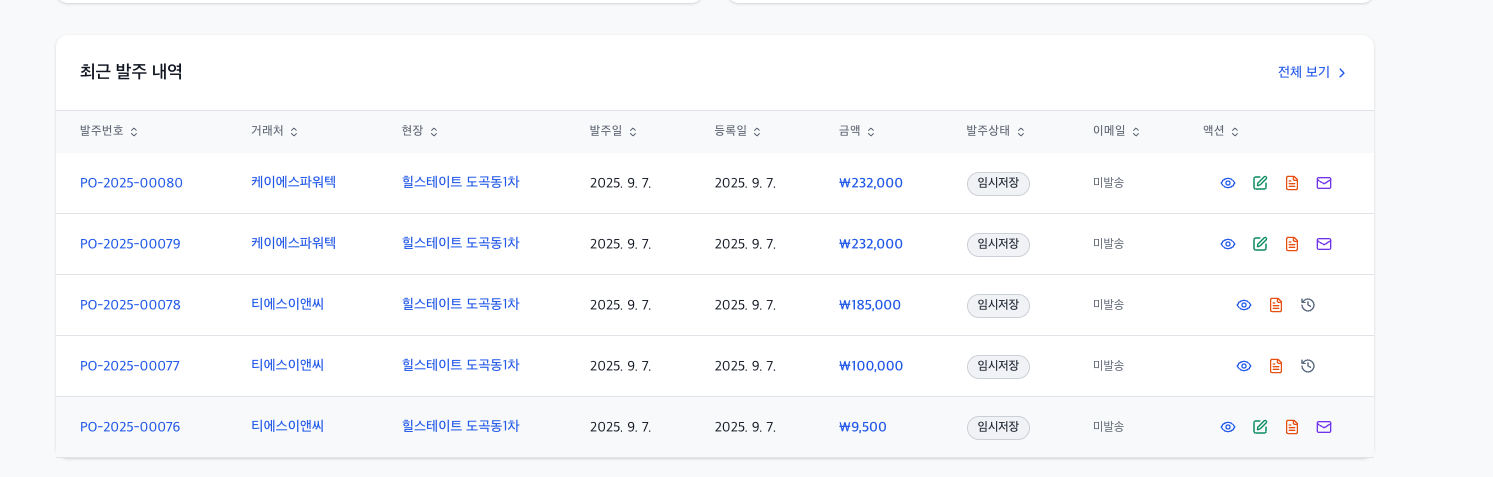 최근 발주 내역
전체 보기
발주번호 거래처 현장 발주일 등록일 금액 발주상태 이메일 액션
PO-2025-00080 케이에스파워텍 힐스테이트 도곡동1차 2025. 9. 7. 2025. 9. 7. ₩232,000 임시저장 미발송
PO-2025-00079 케이에스파워텍 힐스테이트 도곡동1차 2025. 9. 7. 2025. 9. 7. ₩232,000 임시저장 미발송
PO-2025-00078 티에스이앤씨 힐스테이트 도곡동1차 2025. 9. 7. 2025. 9. 7. ₩185,000 임시저장 미발송
PO-2025-00077 티에스이앤씨 힐스테이트 도곡동1차 2025. 9. 7. 2025. 9. 7. ₩100,000 임시저장 미발송
PO-2025-00076 티에스이앤씨 힐스테이트 도곡동1차 2025. 9. 7. 2025. 9. 7. ₩9,500 임시저장 미발송